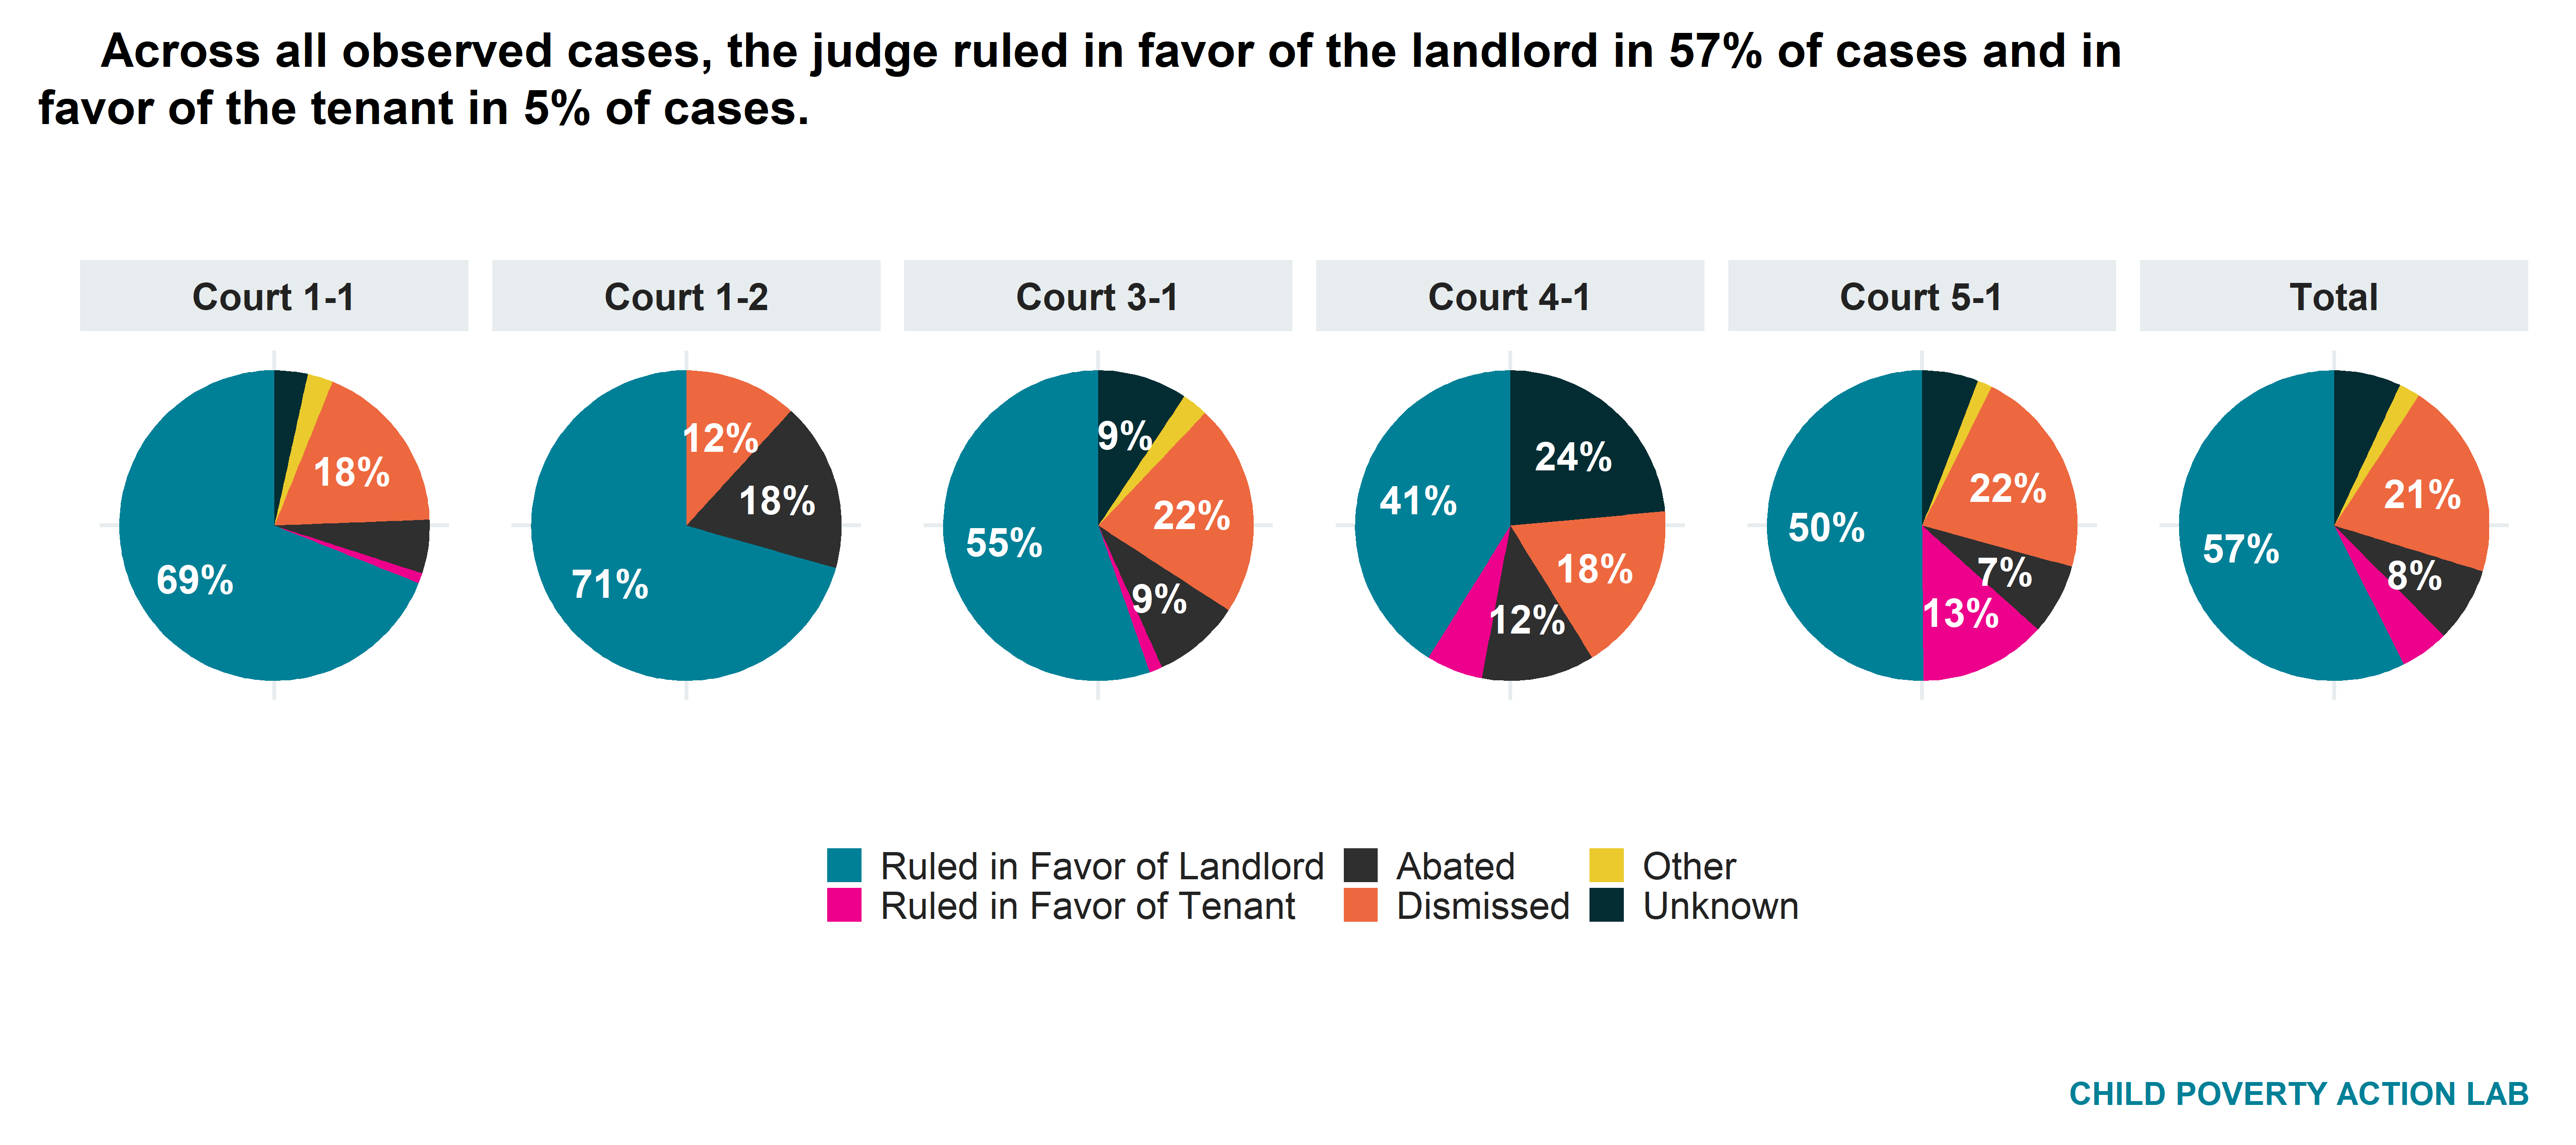 Across all observed cases, the judge ruled in favor of the landlord in 57% of cases and in
favor of the tenant in 5% of cases.
Court 1-1
Court 1-2
Court 3-1
Court 4-1
Court 5-1
Total
18%
69%
12%
18%
71%
9%
22%
55%
9%
24%
41%
18%
12%
22%
50%
7%
13%
21%
57%
8%
Ruled in Favor of Landlord
Abated
Other
Ruled in Favor of Tenant
Dismissed
Unknown
CHILD POVERTY ACTION LAB